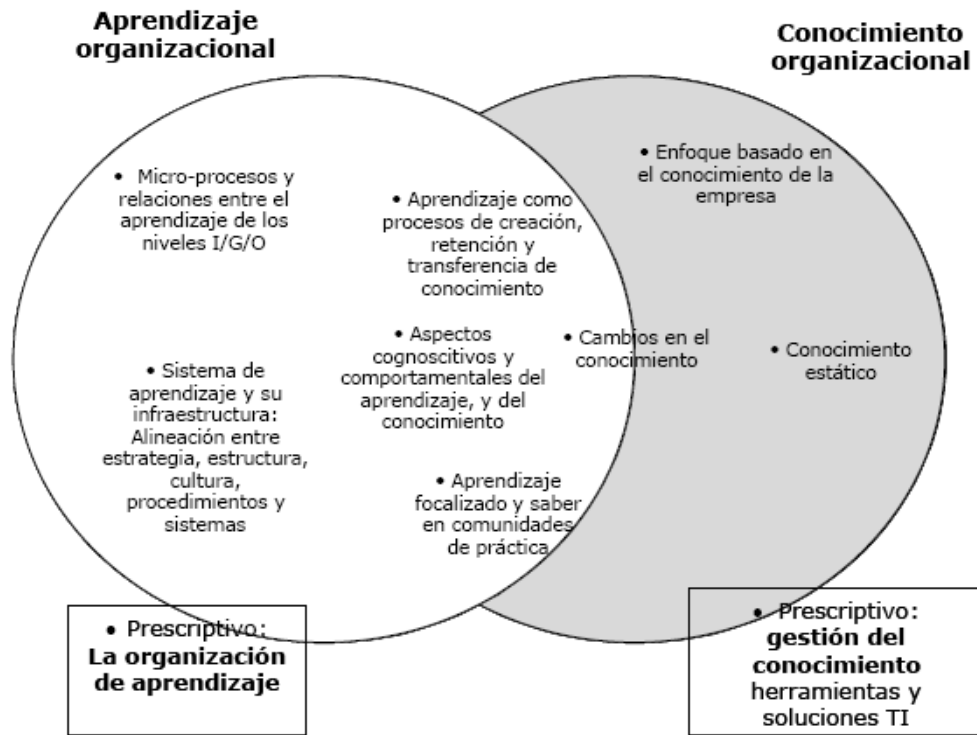 Aprendizaje
organizacional
Conocimiento
organizacional
• Micro-procesos y
relaciones entre el
aprendizaje de los
niveles I/G/O
• Sistema de
aprendizaje y su
infraestructura:
Alineación entre
estrategia, estructura,
cultura,
procedimientos y
sistemas
• Aprendizaje como
procesos de creación,
retención y
transferencia de
conocimiento
• Aspectos
cognoscitivos y
comportamentales del
aprendizaje, y del
conocimiento
• Aprendizaje
focalizado y saber
en comunidades
de práctica
• Cambios en el
conocimiento
• Enfoque basado en
el conocimiento de la
empresa
• Conocimiento
estático
• Prescriptivo:
La organización
de aprendizaje
• Prescriptivo:
gestión del
conocimiento
herramientas y
soluciones TI